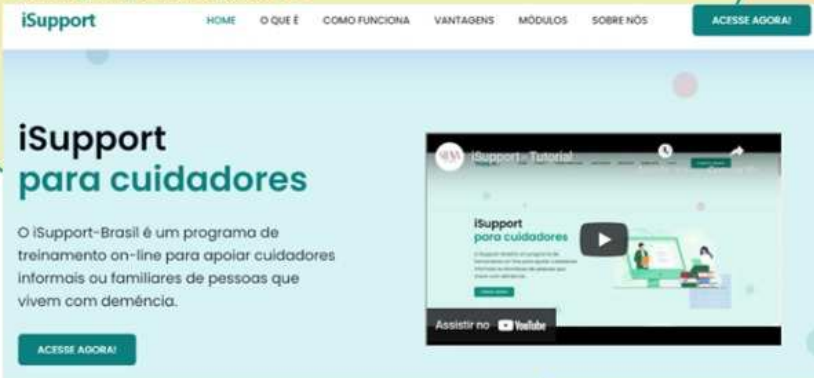 iSupport
HOME O QUE É COMO FUNCIONA VANTAGENS MÓDULOS SOBRE NÓS ACESSE AGORA!
iSupport
para cuidadores
O iSupport-Brasil é um programa de
treinamento on-line para apoiar cuidadores
informais ou familiares de pessoas que
vivem com demência.
ACESSE AGORA!
iSupport - Tutorial
iSupport
para cuidadores
Assistir no YouTube